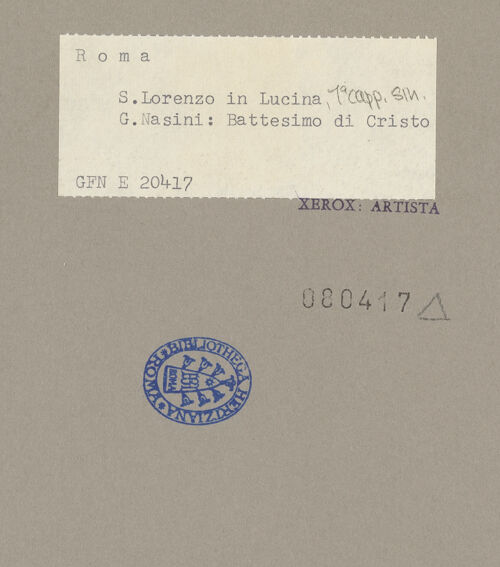 Roma
S.Lorenzo in Lucina, 1ª capp. sin.
G.Nasini: Battesimo di Cristo
GFN E 20417
XEROX: ARTISTA
080417
BIBLIOTHECA HERTZIANA * ROMA *
ROMA